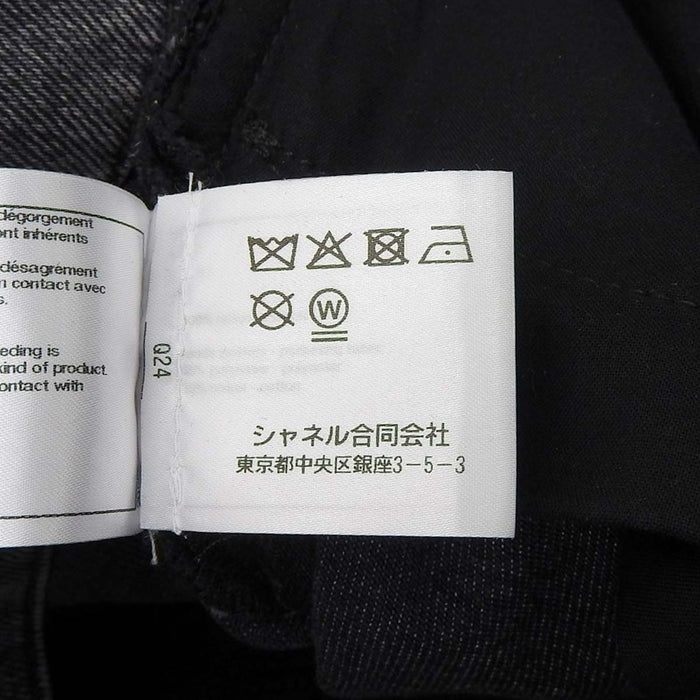 dégorgement
ent inhérents
désagrément
contact avec
s.
eding is
kind of product.
contact with
Q24
W
シャネル合同会社
東京都中央区銀座3-5-3